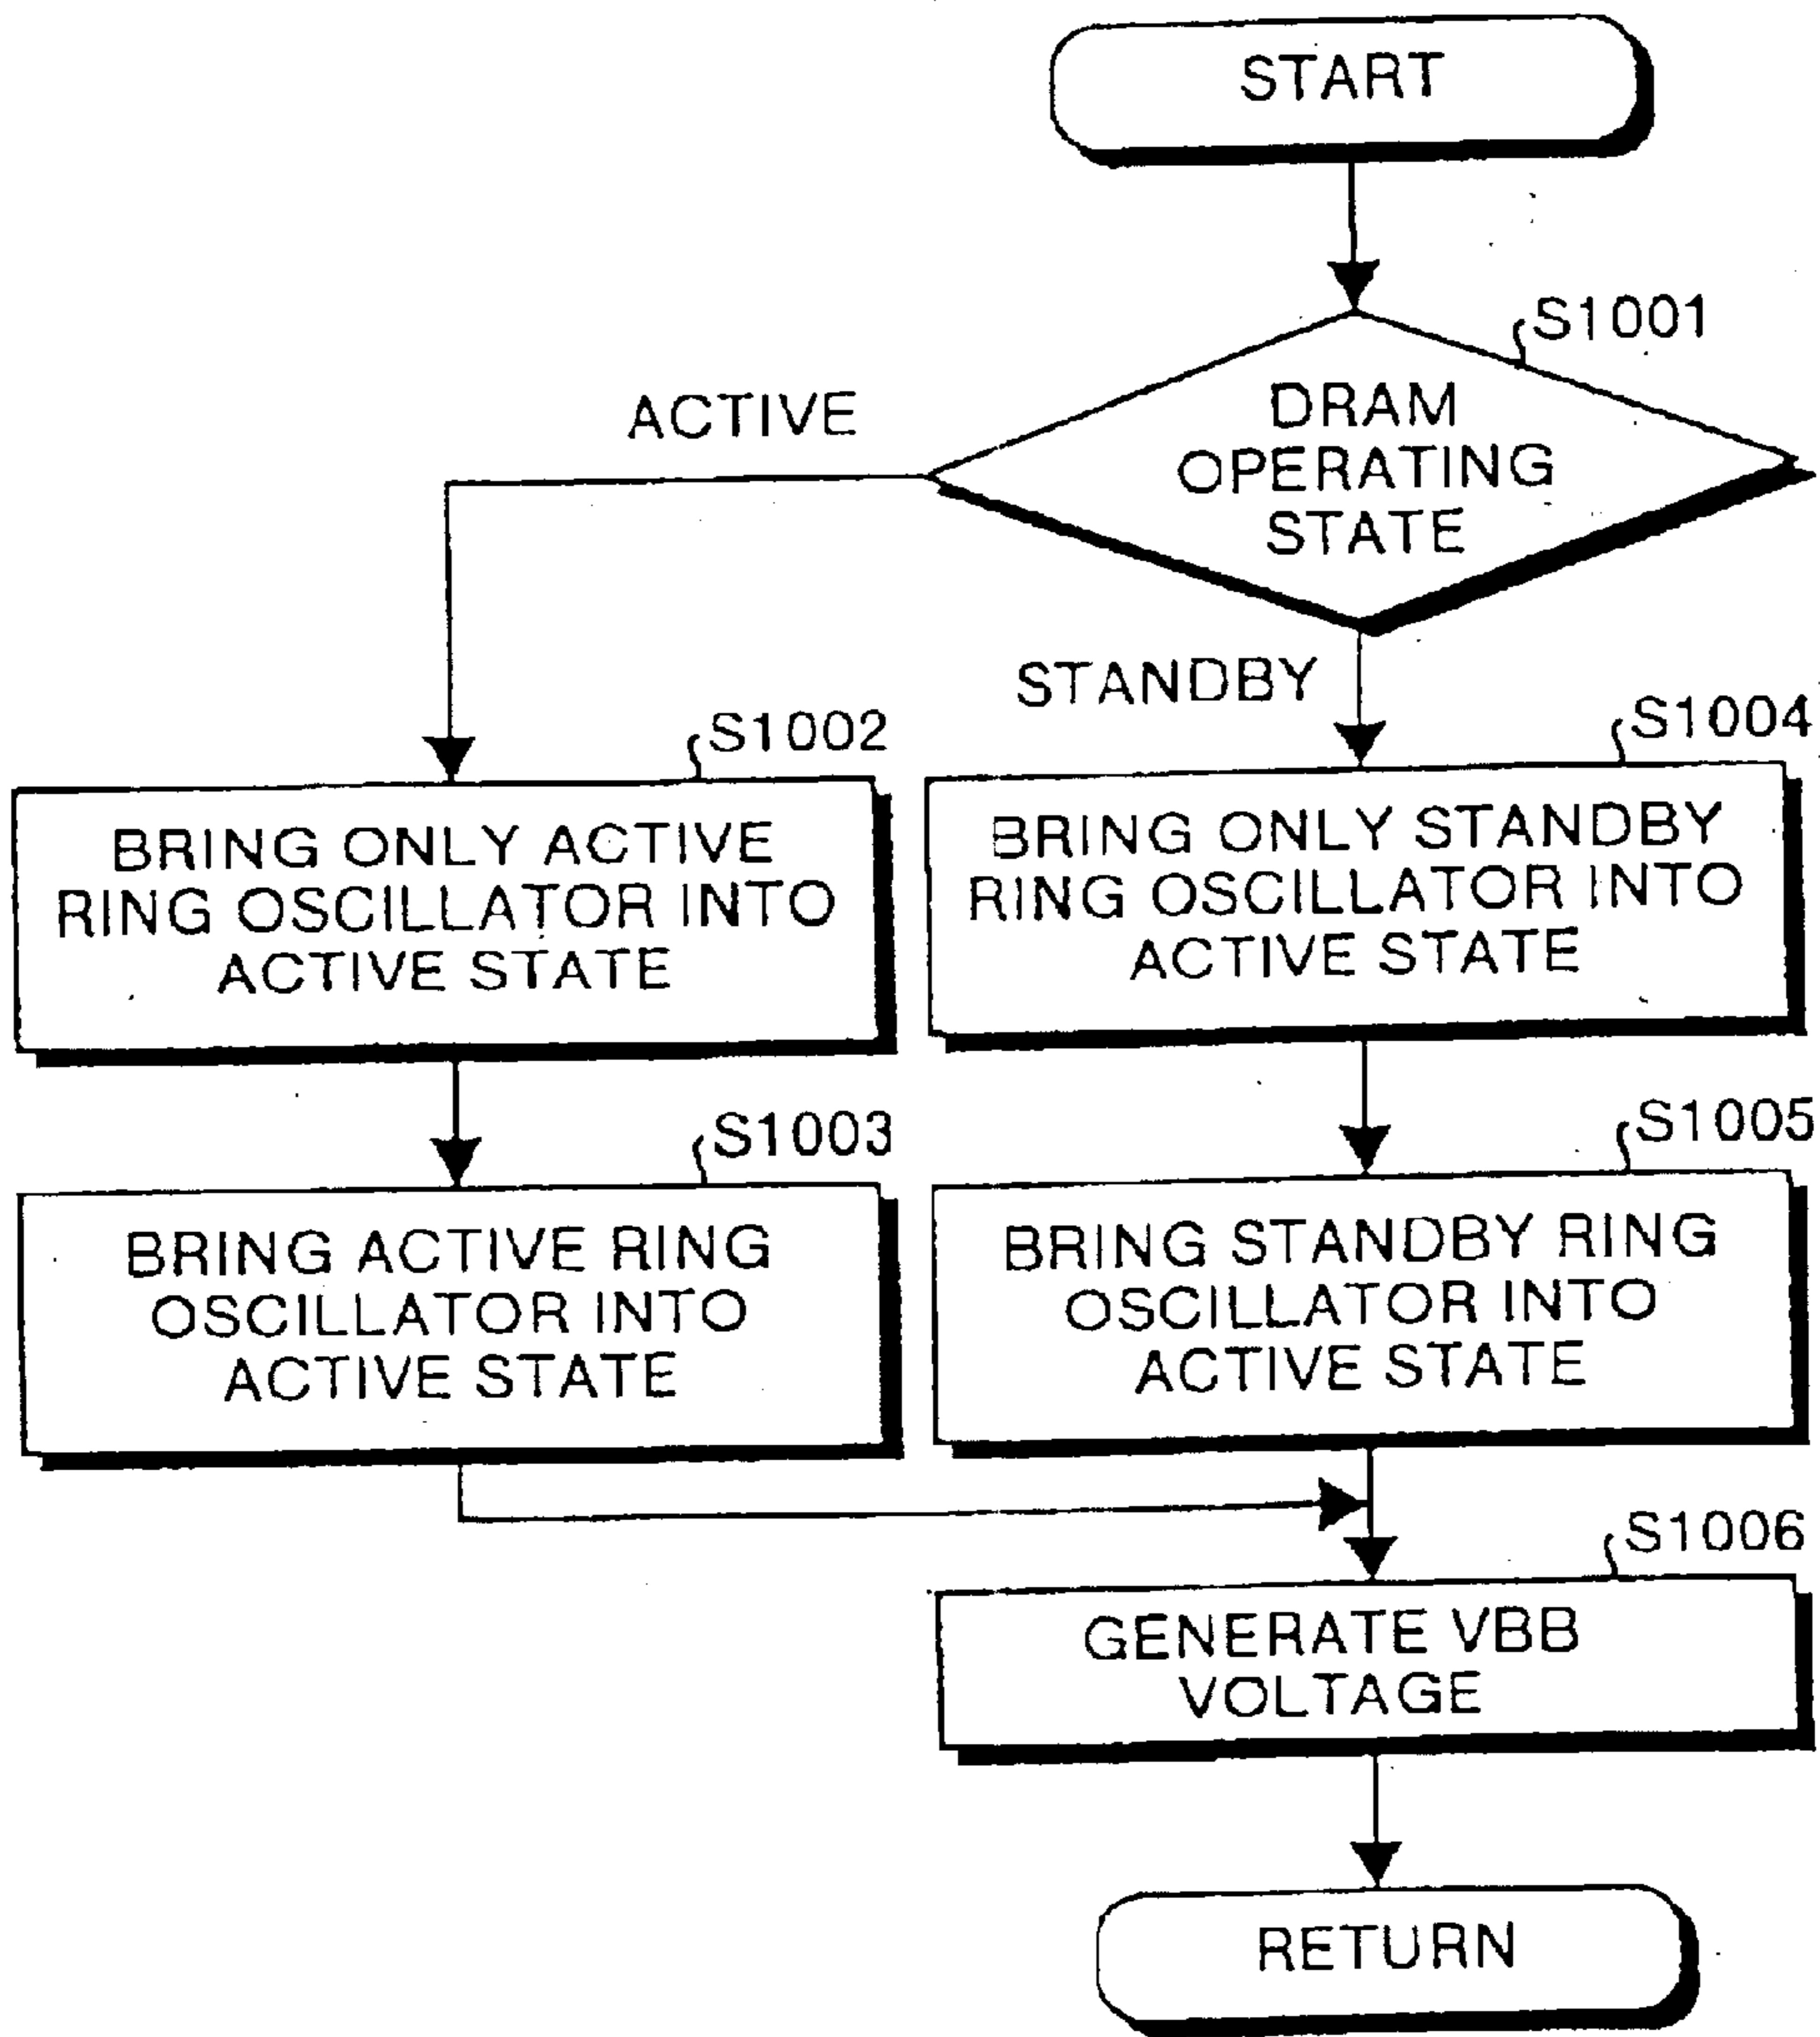 START
S1001
DRAM
OPERATING
STATE
ACTIVE
STANDBY
S1002
BRING ONLY ACTIVE
RING OSCILLATOR INTO
ACTIVE STATE
S1004
BRING ONLY STANDBY
RING OSCILLATOR INTO
ACTIVE STATE
S1003
BRING ACTIVE RING
OSCILLATOR INTO
ACTIVE STATE
S1005
BRING STANDBY RING
OSCILLATOR INTO
ACTIVE STATE
S1006
GENERATE VBB
VOLTAGE
RETURN